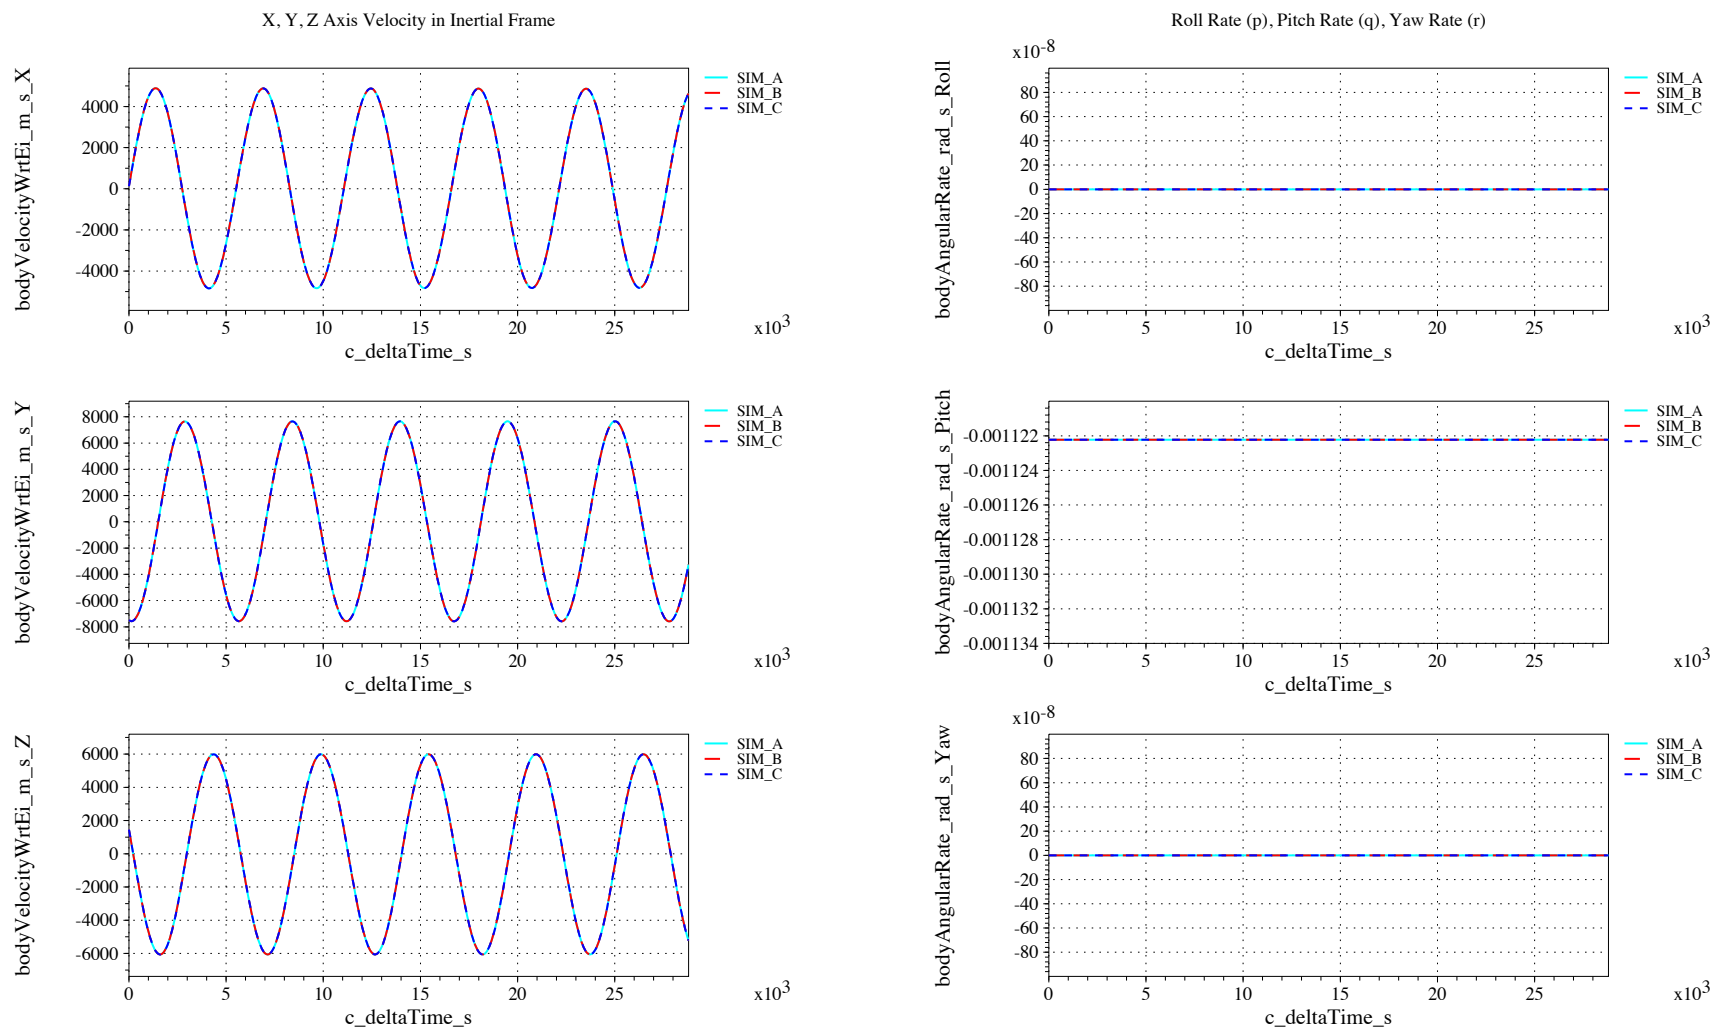 X, Y, Z Axis Velocity in Inertial Frame
bodyVelocityWrtEi_m_s_X
4000
2000
0
-2000
-4000
0 5 10 15 20 25
x10^3
c_deltaTime_s
SIM_A
SIM_B
SIM_C
Roll Rate (p), Pitch Rate (q), Yaw Rate (r)
x10^-8
bodyAngularRate_rad_s_Roll
80
60
40
20
0
-20
-40
-60
-80
0 5 10 15 20 25
x10^3
c_deltaTime_s
SIM_A
SIM_B
SIM_C
bodyVelocityWrtEi_m_s_Y
8000
6000
4000
2000
0
-2000
-4000
-6000
-8000
0 5 10 15 20 25
x10^3
c_deltaTime_s
SIM_A
SIM_B
SIM_C
bodyAngularRate_rad_s_Pitch
-0.001122
-0.001124
-0.001126
-0.001128
-0.001130
-0.001132
-0.001134
0 5 10 15 20 25
x10^3
c_deltaTime_s
SIM_A
SIM_B
SIM_C
bodyVelocityWrtEi_m_s_Z
6000
4000
2000
0
-2000
-4000
-6000
0 5 10 15 20 25
x10^3
c_deltaTime_s
SIM_A
SIM_B
SIM_C
x10^-8
bodyAngularRate_rad_s_Yaw
80
60
40
20
0
-20
-40
-60
-80
0 5 10 15 20 25
x10^3
c_deltaTime_s
SIM_A
SIM_B
SIM_C